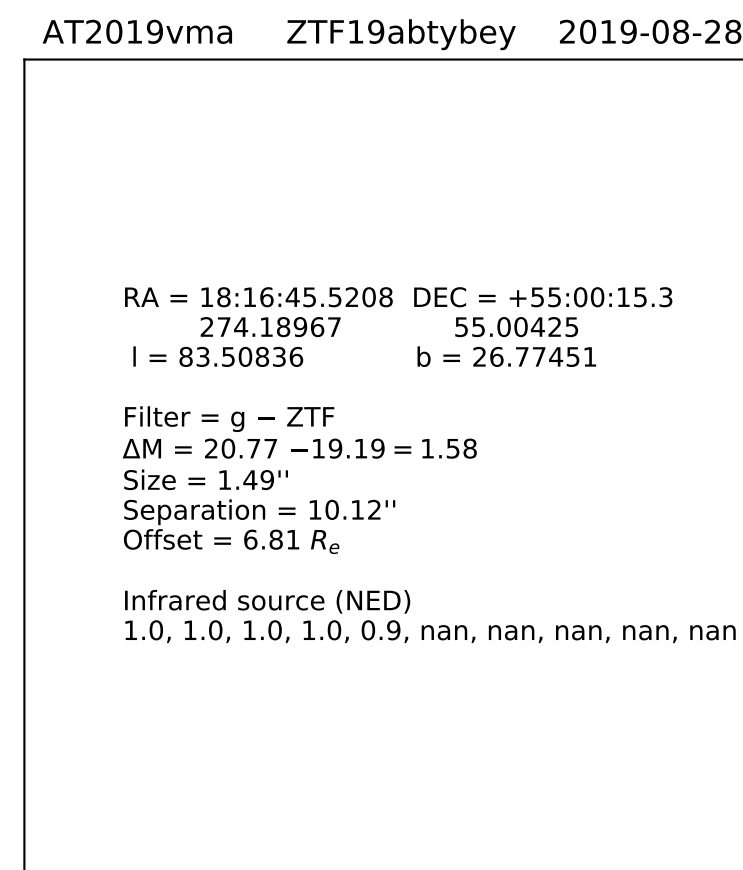 AT2019vma ZTF19abtybey 2019-08-28
RA = 18:16:45.5208 DEC = +55:00:15.3
274.18967 55.00425
l = 83.50836 b = 26.77451
Filter = g − ZTF
ΔM = 20.77 −19.19 = 1.58
Size = 1.49''
Separation = 10.12''
Offset = 6.81 Rₑ
Infrared source (NED)
1.0, 1.0, 1.0, 1.0, 0.9, nan, nan, nan, nan, nan